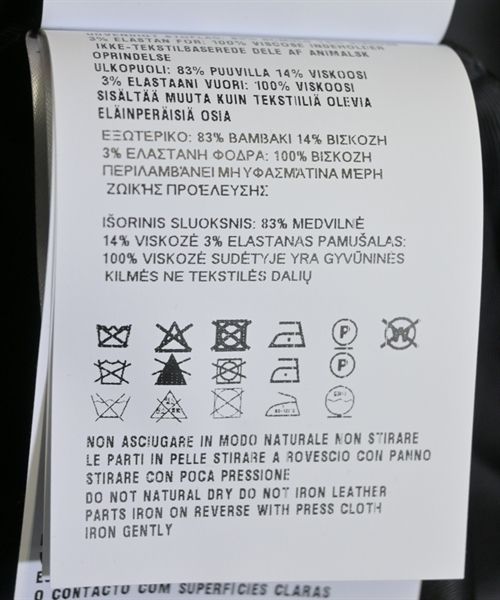 3% ELASTAN FOR: 100% VISCOSE INDEHOLDER
IKKE-TEKSTILBASEREDE DELE AF ANIMALSK
OPRINDELSE
ULKOPUOLI: 83% PUUVILLA 14% VISKOOSI
3% ELASTAANI VUORI: 100% VISKOOSI
SISÄLTÄÄ MUUTA KUIN TEKSTIILIÄ OLEVIA
ELÄINPERÄISIÄ OSIA
ΕΞΩΤΕΡΙΚΟ: 83% ΒΑΜΒΑΚΙ 14% ΒΙΣΚΟΖΗ
3% ΕΛΑΣΤΑΝΗ ΦΟΔΡΑ: 100% ΒΙΣΚΟΖΗ
ΠΕΡΙΛΑΜΒΑΝΕΙ ΜΗ ΥΦΑΣΜΑΤΙΝΑ ΜΕΡΗ
ΖΩΙΚΗΣ ΠΡΟΕΛΕΥΣΗΣ
IŠORINIS SLUOKSNIS: 83% MEDVILNĖ
14% VISKOZĖ 3% ELASTANAS PAMUŠALAS:
100% VISKOZĖ SUDĖTYJE YRA GYVŪNINĖS
KILMĖS NE TEKSTILĖS DALIŲ
P W
P
NON ASCIUGARE IN MODO NATURALE NON STIRARE
LE PARTI IN PELLE STIRARE A ROVESCIO CON PANNO
STIRARE CON POCA PRESSIONE
DO NOT NATURAL DRY DO NOT IRON LEATHER
PARTS IRON ON REVERSE WITH PRESS CLOTH
IRON GENTLY
O CONTACTO COM SUPERFÍCIES CLARAS